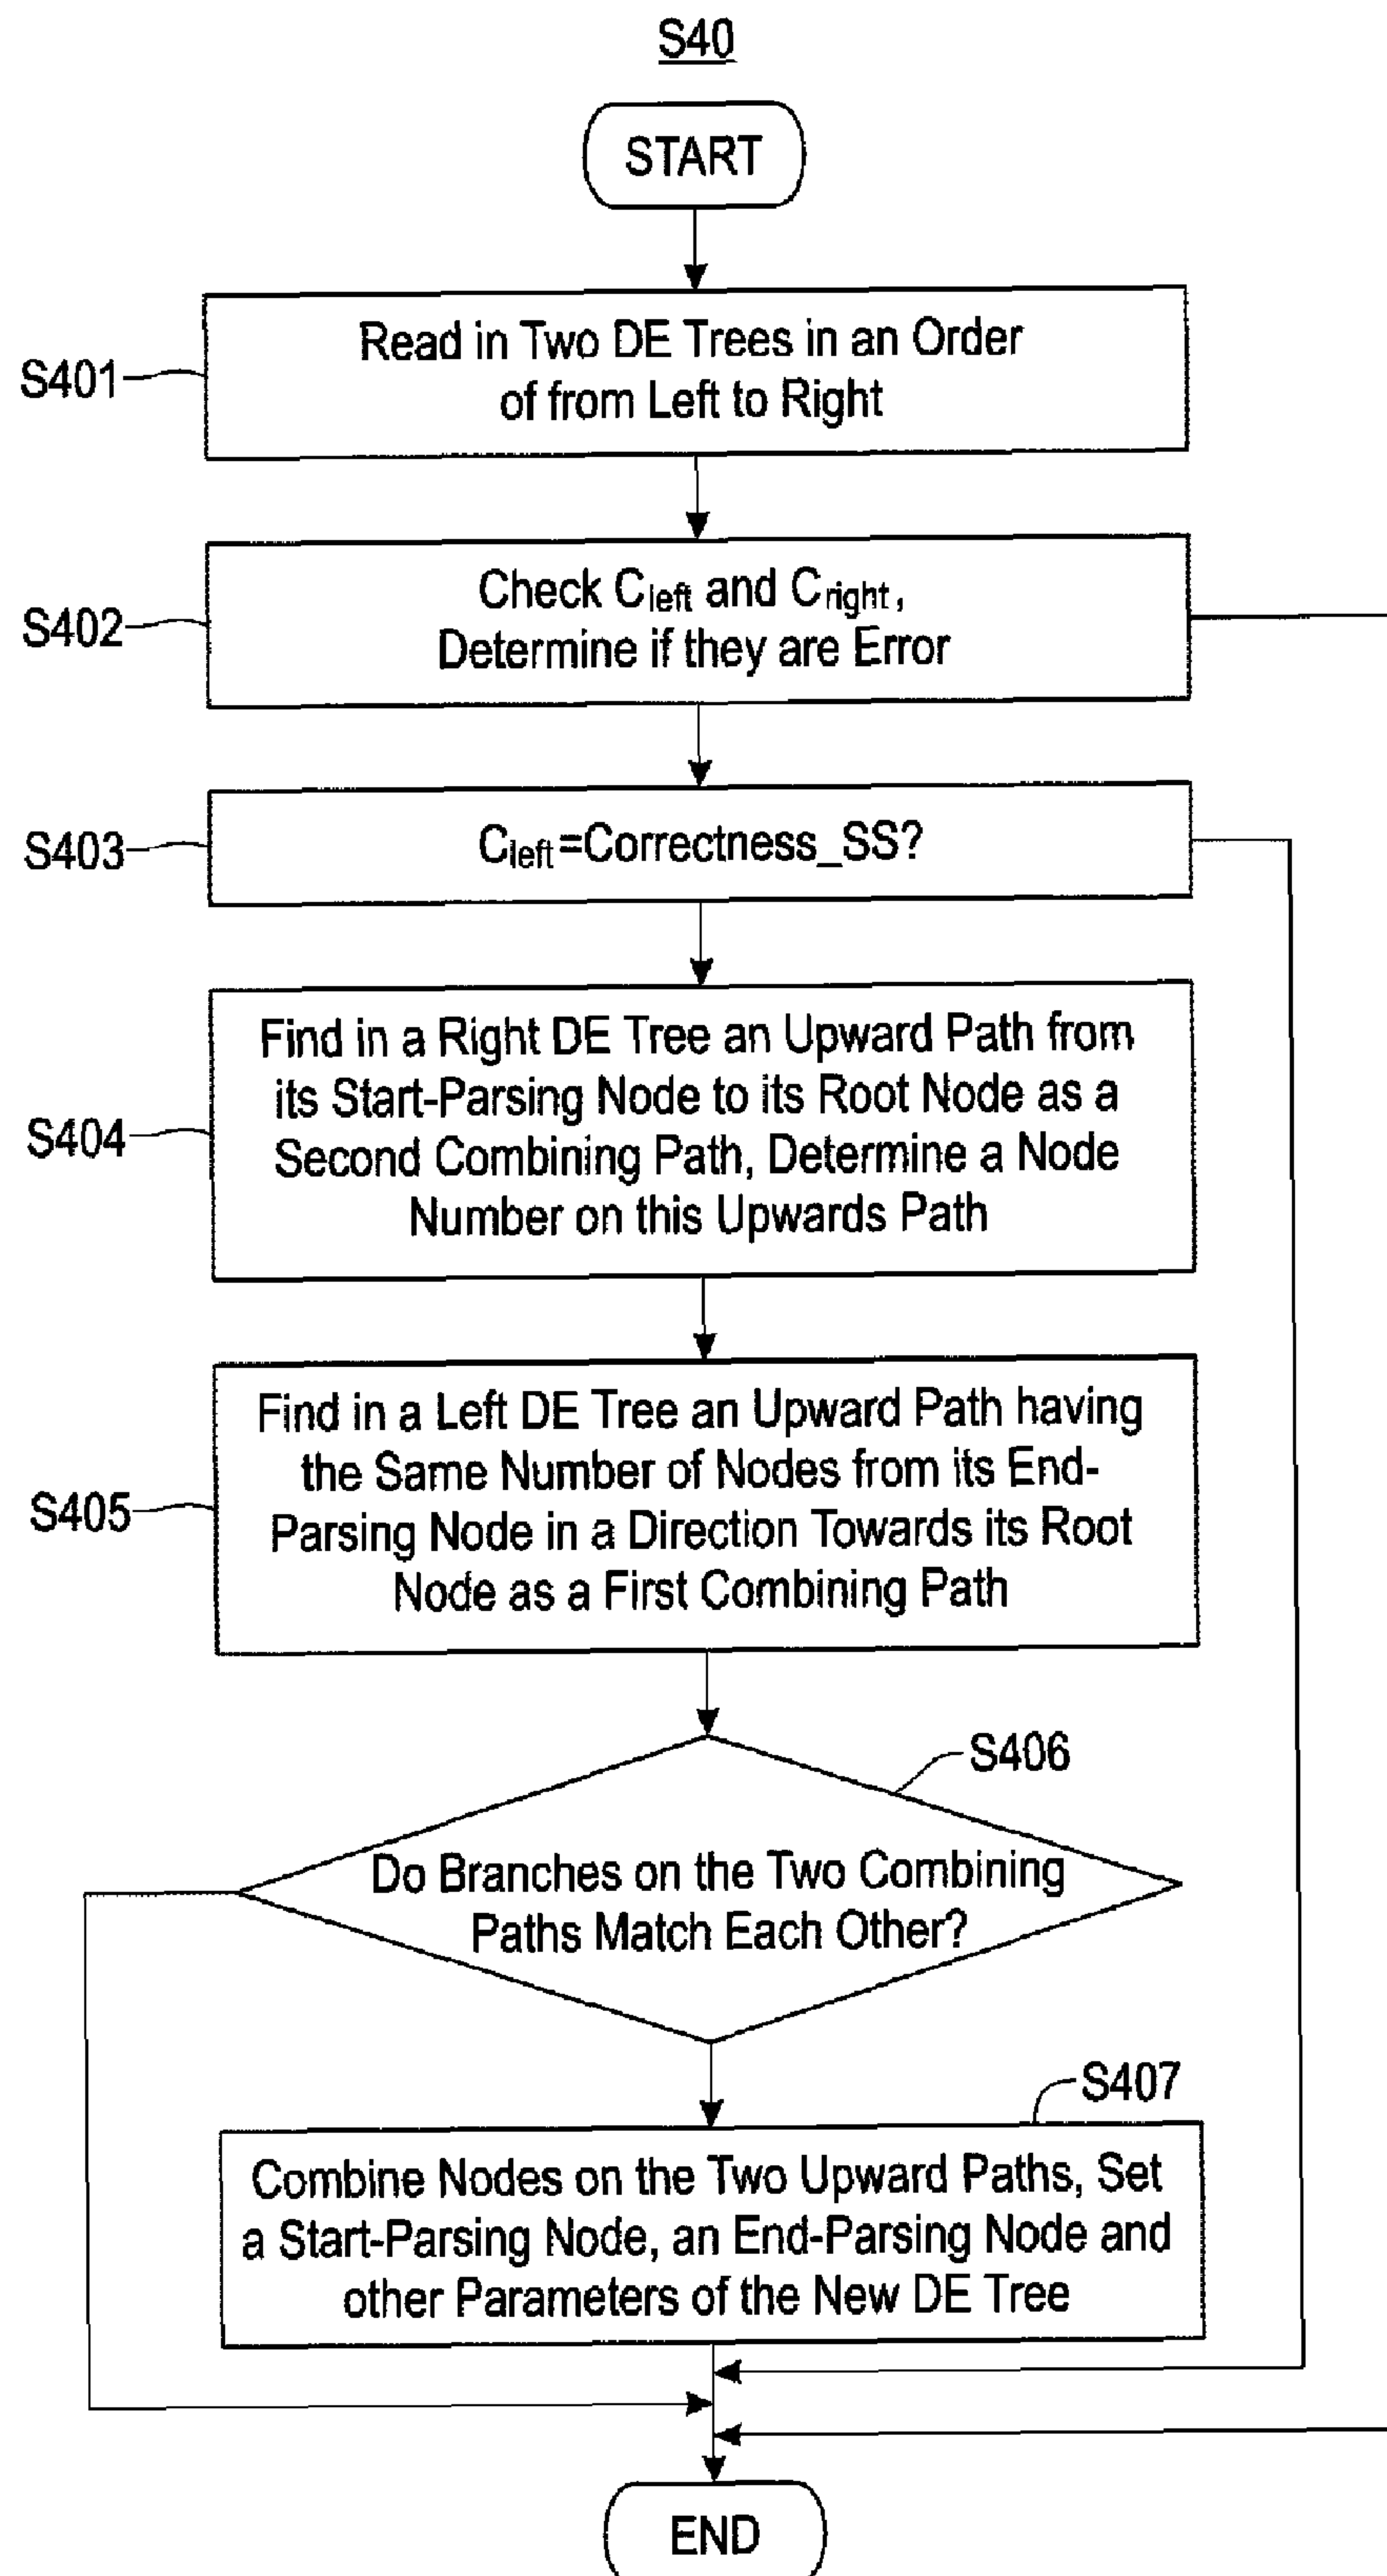 S40
START
S401
Read in Two DE Trees in an Order
of from Left to Right
S402
Check Cleft and Cright,
Determine if they are Error
S403
Cleft=Correctness_SS?
S404
Find in a Right DE Tree an Upward Path from
its Start-Parsing Node to its Root Node as a
Second Combining Path, Determine a Node
Number on this Upwards Path
S405
Find in a Left DE Tree an Upward Path having
the Same Number of Nodes from its End-
Parsing Node in a Direction Towards its Root
Node as a First Combining Path
S406
Do Branches on the Two Combining
Paths Match Each Other?
S407
Combine Nodes on the Two Upward Paths, Set
a Start-Parsing Node, an End-Parsing Node and
other Parameters of the New DE Tree
END